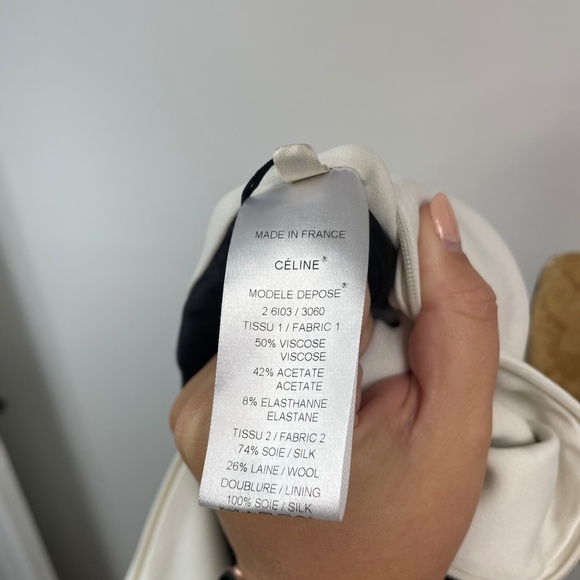 MADE IN FRANCE
CÉLINE®
MODELE DEPOSE®
2 6I03 / 3060
TISSU 1 / FABRIC 1
50% VISCOSE
VISCOSE
42% ACETATE
ACETATE
8% ELASTHANNE
ELASTANE
TISSU 2 / FABRIC 2
74% SOIE / SILK
26% LAINE / WOOL
DOUBLURE / LINING
100% SOIE / SILK